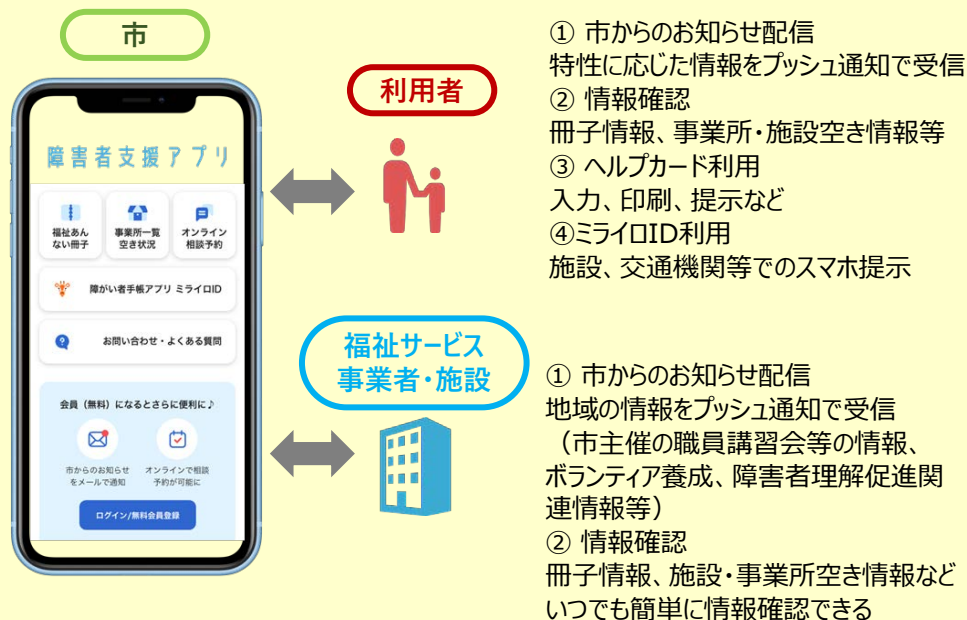 市
障害者支援アプリ
福祉あん
ない冊子
事業所一覧
空き状況
オンライン
相談予約
障がい者手帳アプリ ミライロID
お問い合わせ・よくある質問
会員（無料）になるとさらに便利に♪
市からのお知らせ
をメールで通知
オンラインで相談
予約が可能に
ログイン/無料会員登録
利用者
① 市からのお知らせ配信
特性に応じた情報をプッシュ通知で受信
② 情報確認
冊子情報、事業所・施設空き情報等
③ ヘルプカード利用
入力、印刷、提示など
④ミライロID利用
施設、交通機関等でのスマホ提示
福祉サービス
事業者・施設
① 市からのお知らせ配信
地域の情報をプッシュ通知で受信
（市主催の職員講習会等の情報、
ボランティア養成、障害者理解促進関
連情報等）
② 情報確認
冊子情報、施設・事業所空き情報など
いつでも簡単に情報確認できる